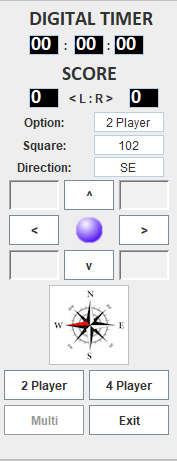 DIGITAL TIMER
00 : 00 : 00
SCORE
0 < L : R > 0
Option: 2 Player
Square: 102
Direction: SE
^
< >
v
N
W E
S
2 Player 4 Player
Multi Exit